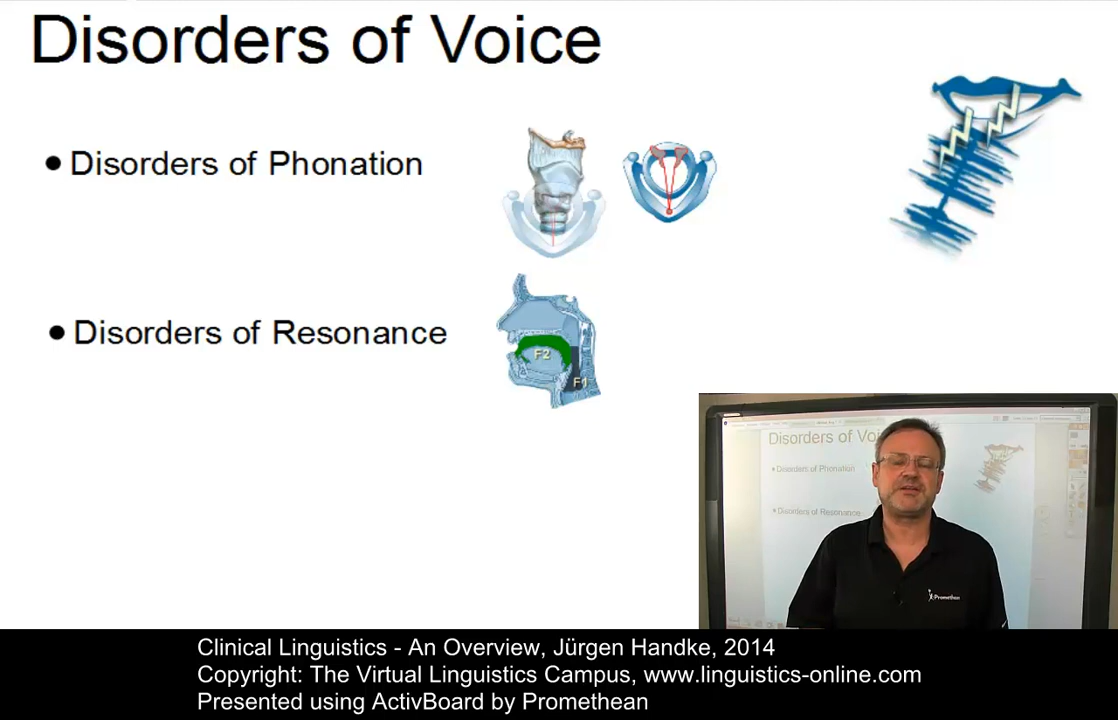 Disorders of Voice
• Disorders of Phonation
• Disorders of Resonance
F2
F1
Disorders of Vo
• Disorders of Phonation
• Disorders of Resonance
Promethean
Clinical Linguistics - An Overview, Jürgen Handke, 2014
Copyright: The Virtual Linguistics Campus, www.linguistics-online.com
Presented using ActivBoard by Promethean